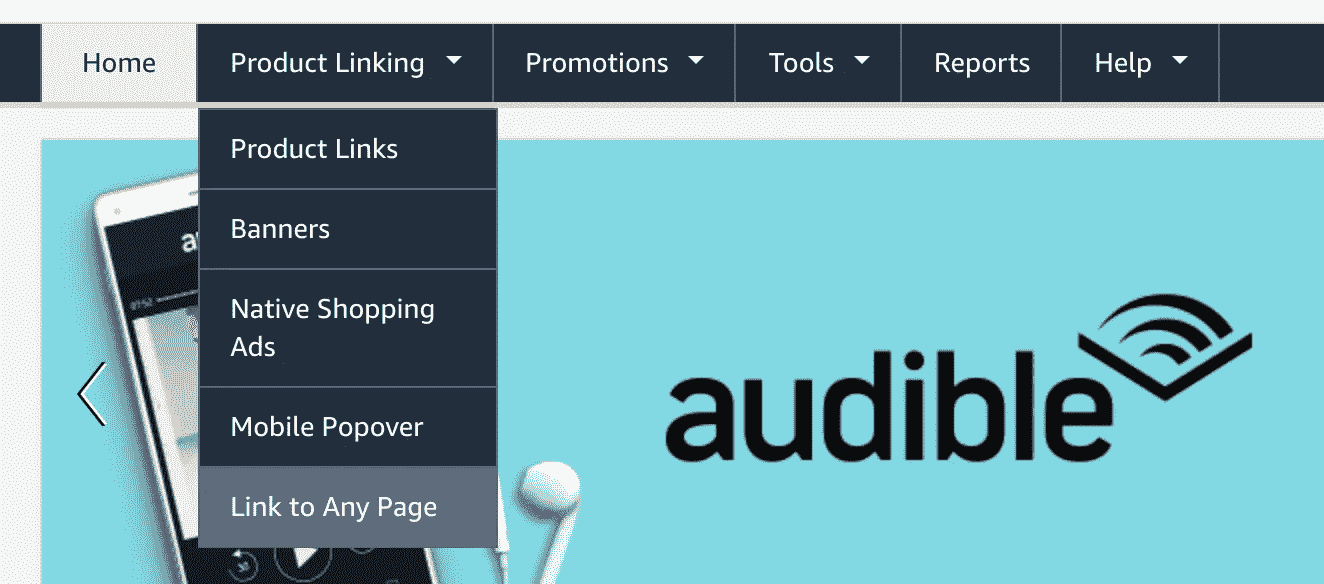 Home Product Linking Promotions Tools Reports Help
Product Links
Banners
Native Shopping
Ads
Mobile Popover
Link to Any Page
audible